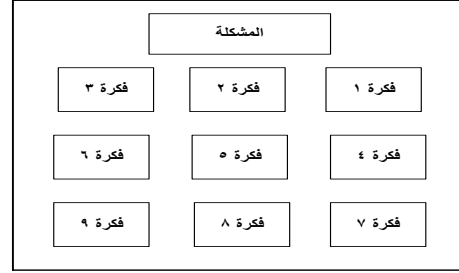 المشكلة
فكرة ١ فكرة ٢ فكرة ٣
فكرة ٤ فكرة ٥ فكرة ٦
فكرة ٧ فكرة ٨ فكرة ٩